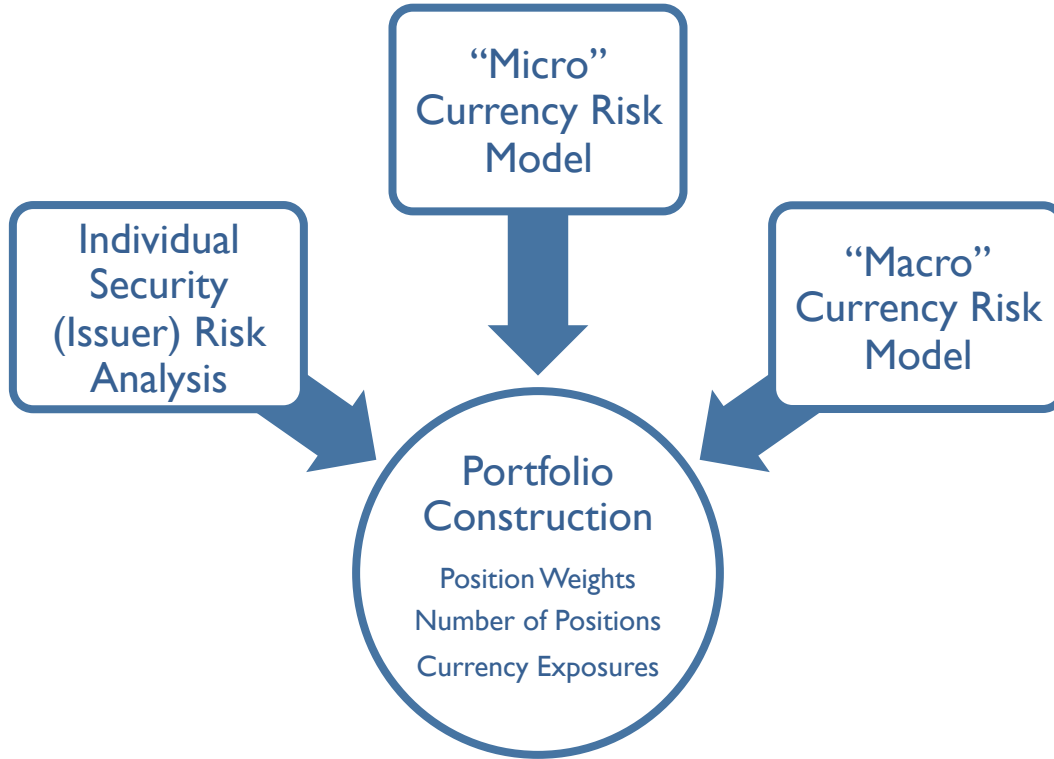 “Micro”
Currency Risk
Model
Individual
Security
(Issuer) Risk
Analysis
“Macro”
Currency Risk
Model
Portfolio
Construction
Position Weights
Number of Positions
Currency Exposures